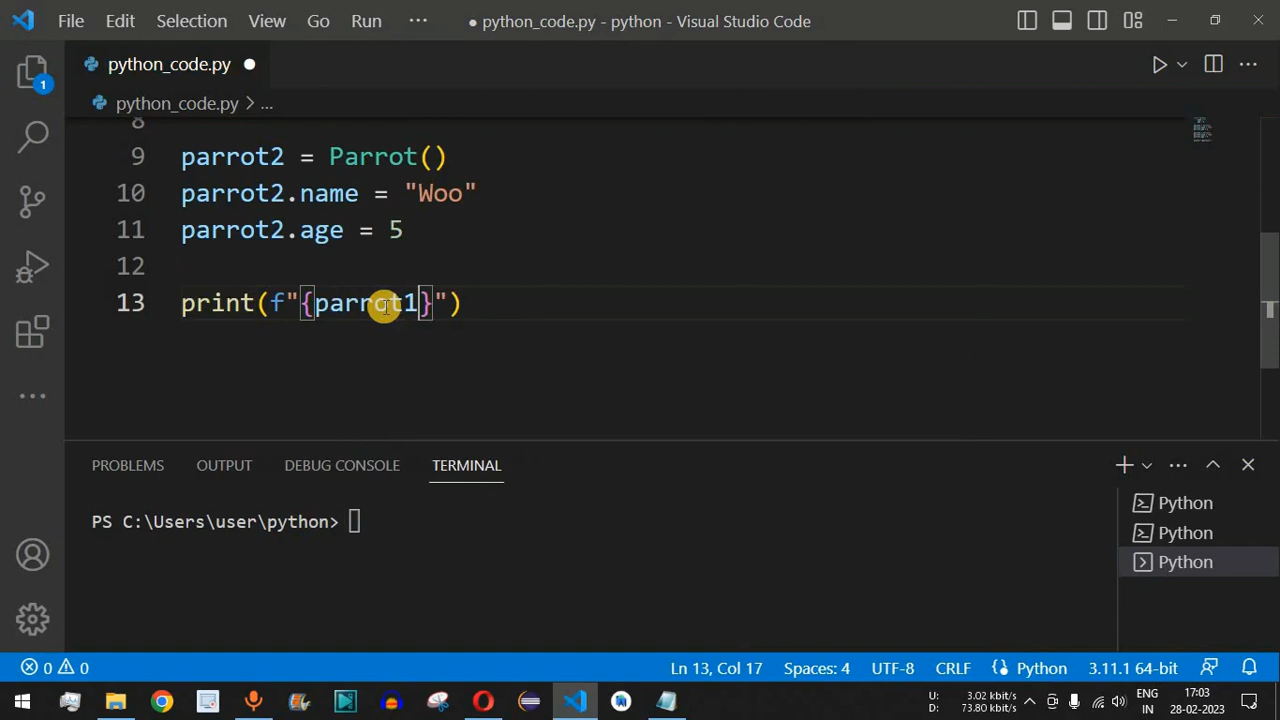 File Edit Selection View Go Run ··· ● python_code.py - python - Visual Studio Code
python_code.py ●
python_code.py > ...
8
9 parrot2 = Parrot()
10 parrot2.name = "Woo"
11 parrot2.age = 5
12
13 print(f"{parrot1}")
PROBLEMS OUTPUT DEBUG CONSOLE TERMINAL
PS C:\Users\user\python>
Python
Python
Python
1
0 0 Ln 13, Col 17 Spaces: 4 UTF-8 CRLF Python 3.11.1 64-bit
U: 3.02 kbit/s
D: 73.80 kbit/s
ENG
IN
17:03
28-02-2023